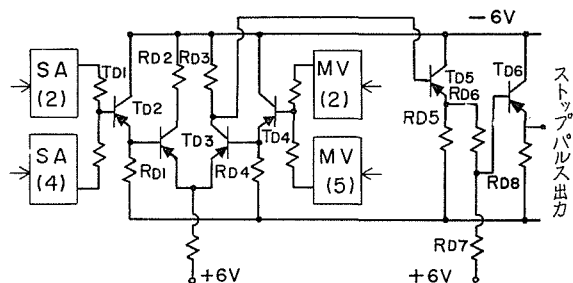 −6V
SA
(2)
TD1
TD2
RD2
RD3
MV
(2)
TD5
RD6
TD6
SA
(4)
RD1
TD3
RD4
TD4
MV
(5)
RD5
RD8
RD7
+6V
+6V
ストップパルス出力